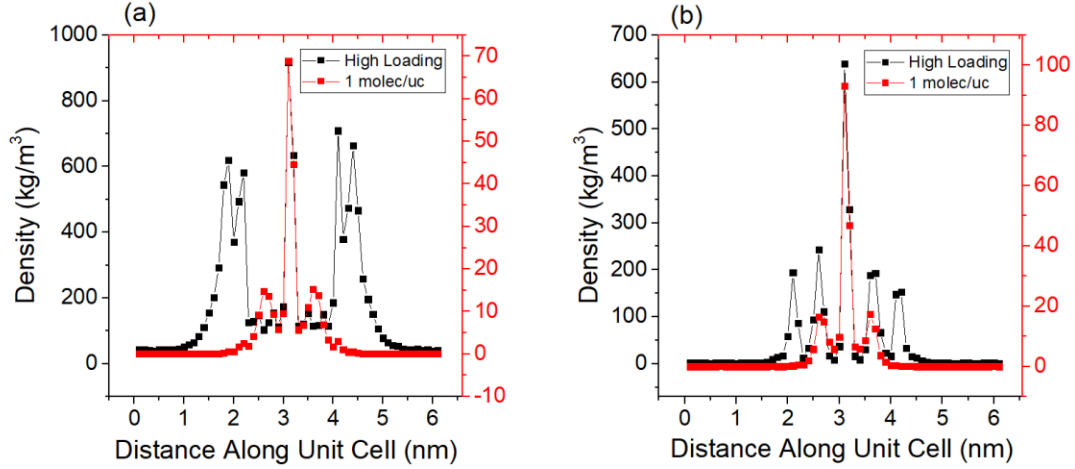 (a)
1000
800
600
400
200
0
Density (kg/m³)
High Loading
1 molec/uc
70
60
50
40
30
20
10
0
-10
0 1 2 3 4 5 6
Distance Along Unit Cell (nm)
(b)
700
600
500
400
300
200
100
0
Density (kg/m³)
High Loading
1 molec/uc
100
80
60
40
20
0
0 1 2 3 4 5 6
Distance Along Unit Cell (nm)